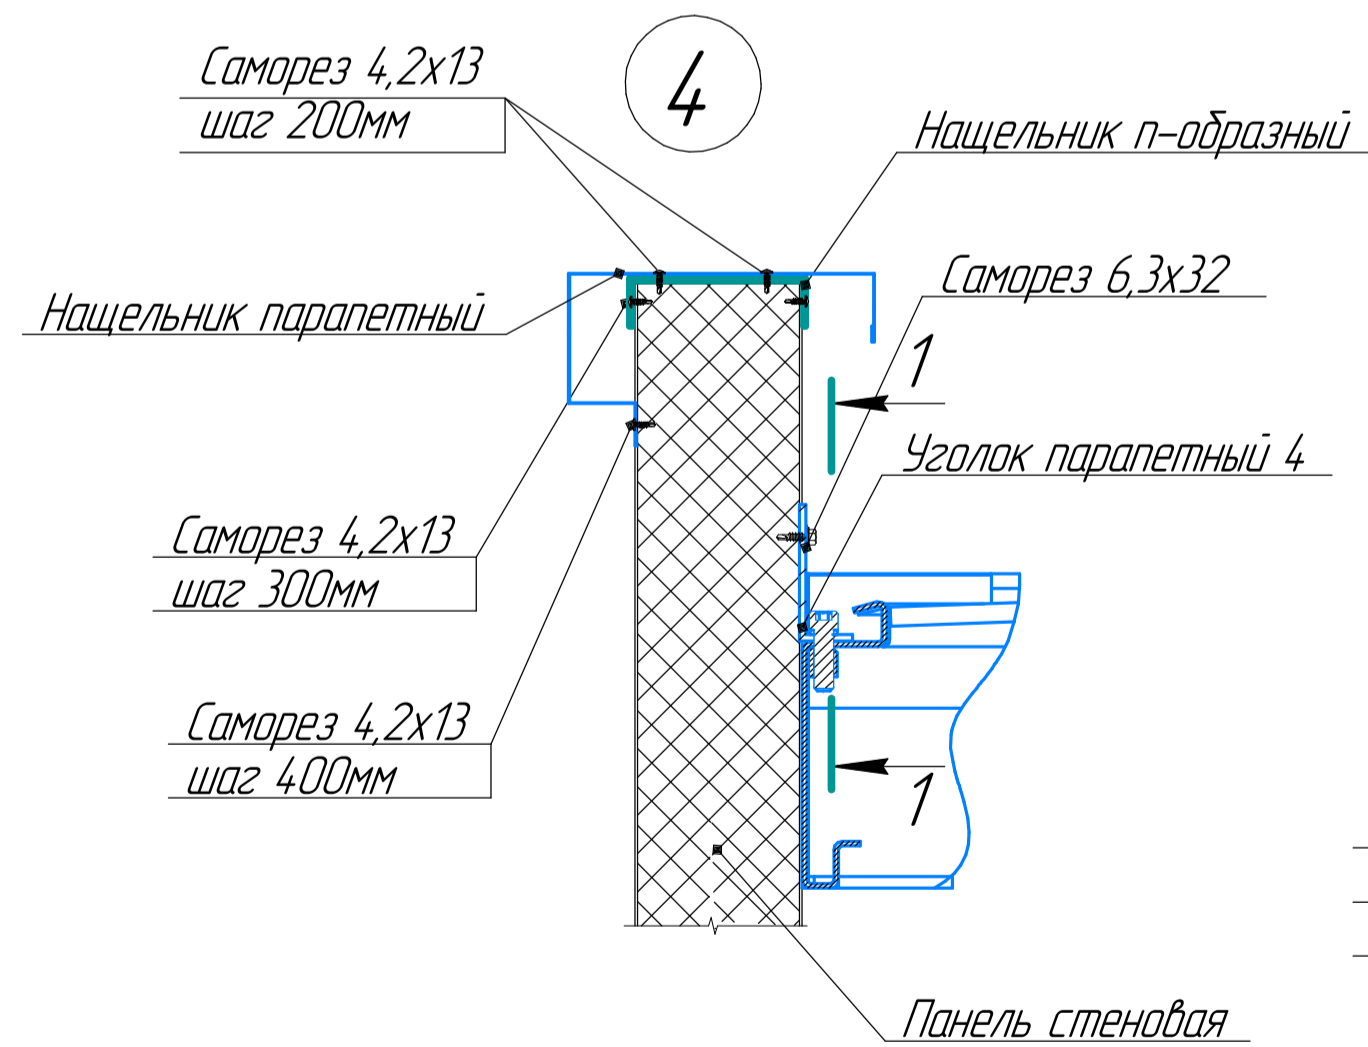 4
Саморез 4,2х13
шаг 200мм
Нащельник п-образный
Саморез 6,3х32
Нащельник парапетный
1
Уголок парапетный 4
Саморез 4,2х13
шаг 300мм
Саморез 4,2х13
шаг 400мм
1
Панель стеновая